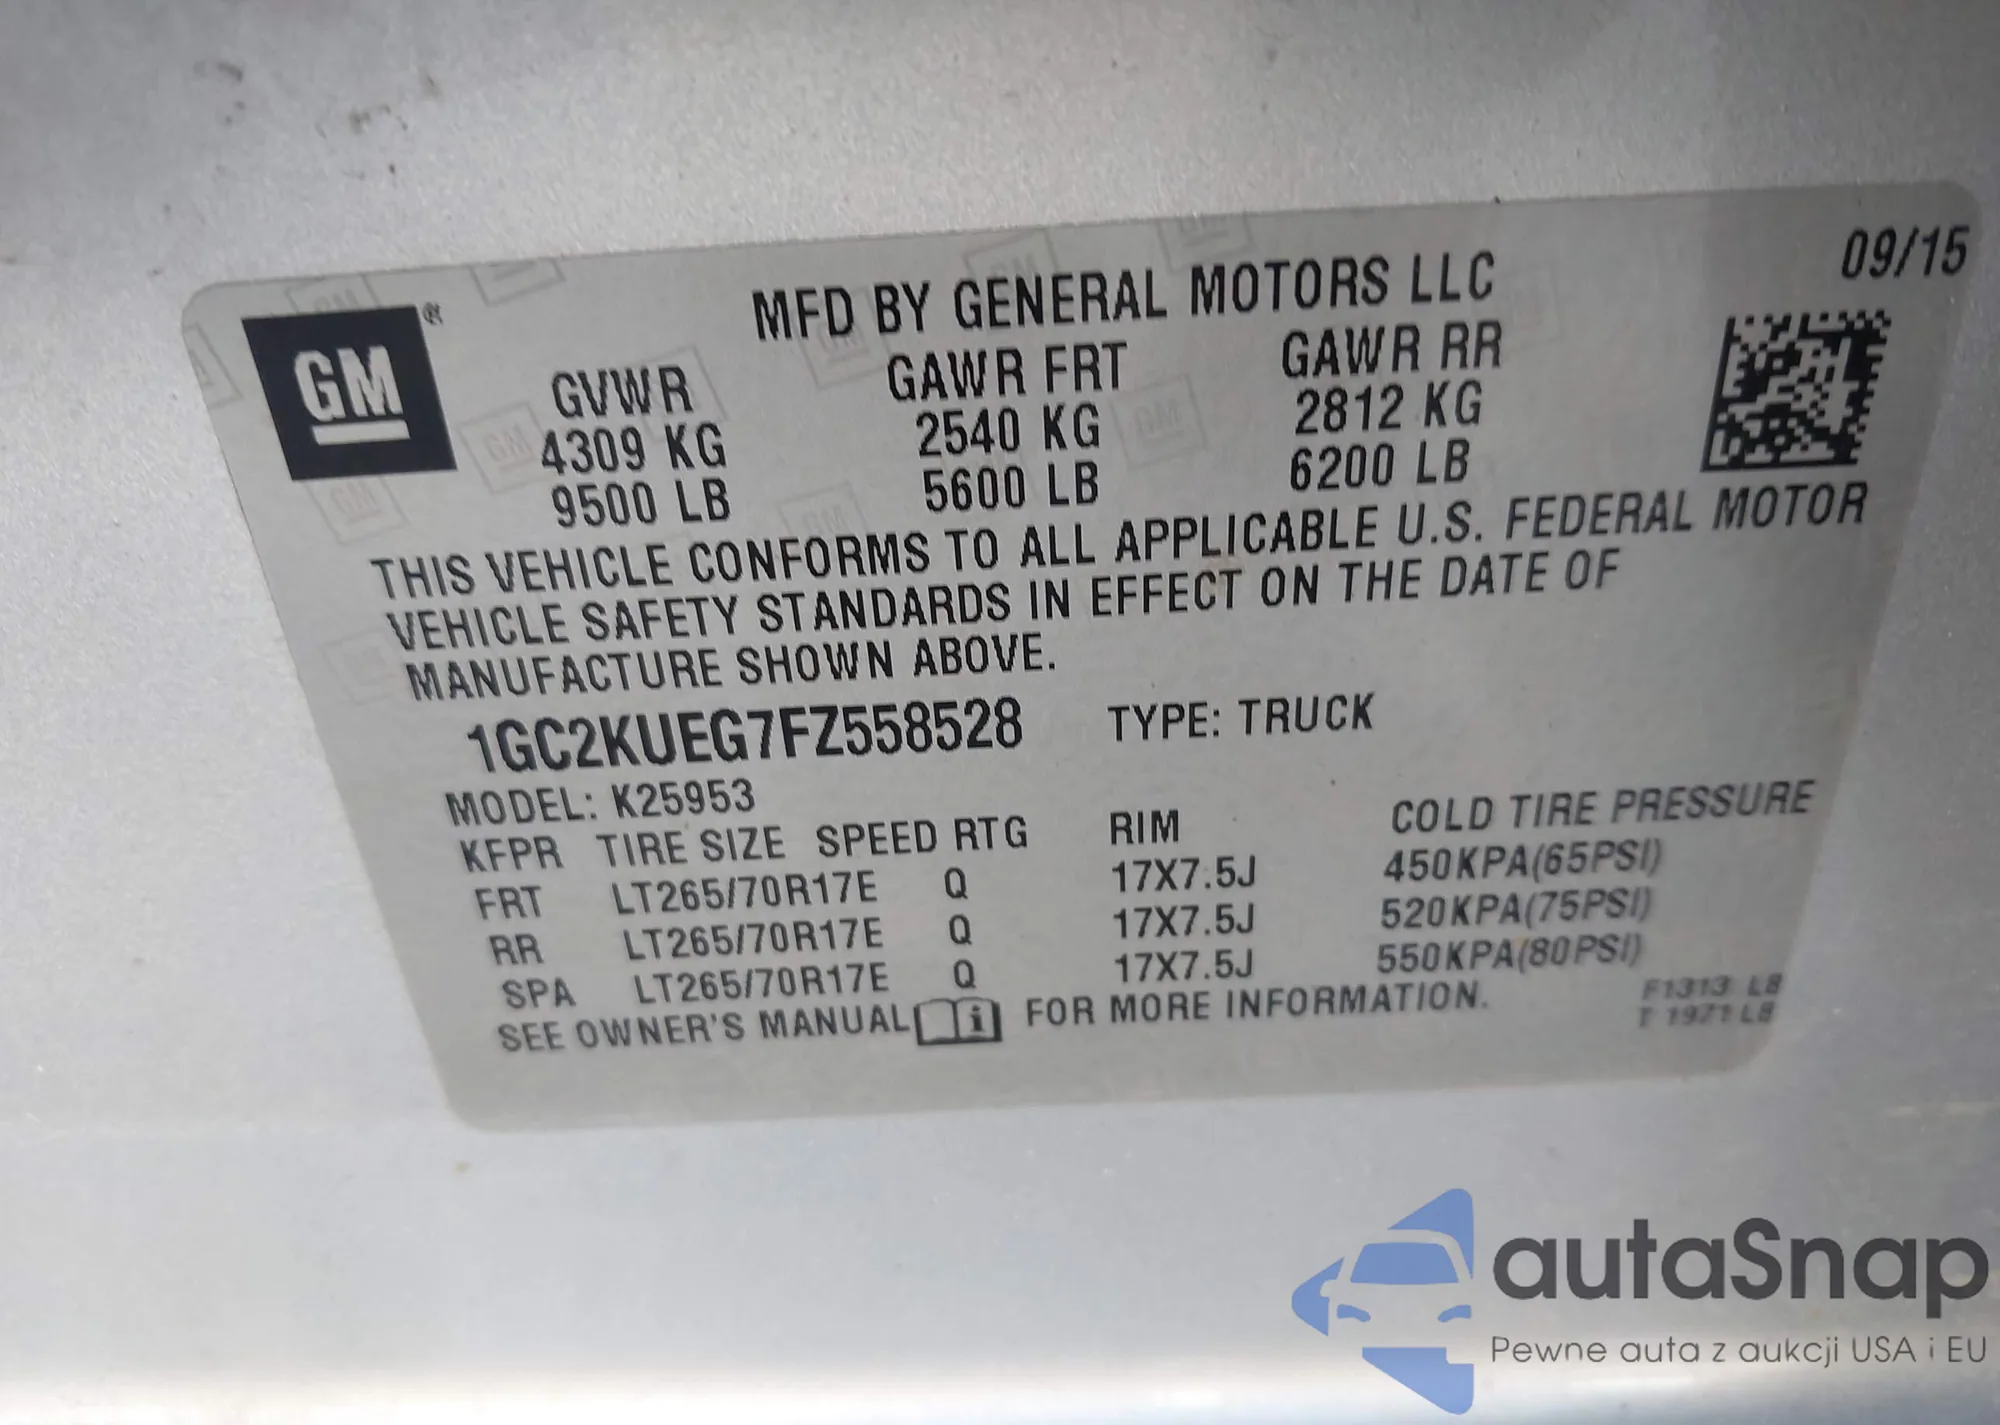 09/15
GM ®
MFD BY GENERAL MOTORS LLC
GVWR GAWR FRT GAWR RR
4309 KG 2540 KG 2812 KG
9500 LB 5600 LB 6200 LB
THIS VEHICLE CONFORMS TO ALL APPLICABLE U.S. FEDERAL MOTOR
VEHICLE SAFETY STANDARDS IN EFFECT ON THE DATE OF
MANUFACTURE SHOWN ABOVE.
1GC2KUEG7FZ558528 TYPE: TRUCK
MODEL: K25953
KFPR TIRE SIZE SPEED RTG RIM COLD TIRE PRESSURE
FRT LT265/70R17E Q 17X7.5J 450KPA(65PSI)
RR LT265/70R17E Q 17X7.5J 520KPA(75PSI)
SPA LT265/70R17E Q 17X7.5J 550KPA(80PSI)
SEE OWNER'S MANUAL i FOR MORE INFORMATION.
F1313 LB
T 1971 LB
autaSnap
Pewne auta z aukcji USA i EU